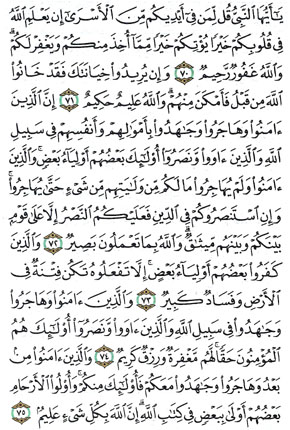 يَـٰٓأَيُّهَا ٱلنَّبِىُّ قُل لِّمَن فِىٓ أَيْدِيكُم مِّنَ ٱلْأَسْرَىٰٓ إِن يَعْلَمِ ٱللَّهُ
فِى قُلُوبِكُمْ خَيْرًا يُؤْتِكُمْ خَيْرًا مِّمَّآ أُخِذَ مِنكُمْ وَيَغْفِرْ لَكُمْ ۗ
وَٱللَّهُ غَفُورٌ رَّحِيمٌ ٧٠ وَإِن يُرِيدُوا۟ خِيَانَتَكَ فَقَدْ خَانُوا۟
ٱللَّهَ مِن قَبْلُ فَأَمْكَنَ مِنْهُمْ ۗ وَٱللَّهُ عَلِيمٌ حَكِيمٌ ٧١ إِنَّ ٱلَّذِينَ
ءَامَنُوا۟ وَهَاجَرُوا۟ وَجَـٰهَدُوا۟ بِأَمْوَٰلِهِمْ وَأَنفُسِهِمْ فِى سَبِيلِ
ٱللَّهِ وَٱلَّذِينَ ءَاوَوا۟ وَّنَصَرُوٓا۟ أُو۟لَـٰٓئِكَ بَعْضُهُمْ أَوْلِيَآءُ بَعْضٍ ۚ وَٱلَّذِينَ
ءَامَنُوا۟ وَلَمْ يُهَاجِرُوا۟ مَا لَكُم مِّن وَلَـٰيَتِهِم مِّن شَىْءٍ حَتَّىٰ يُهَاجِرُوا۟ ۚ
وَإِنِ ٱسْتَنصَرُوكُمْ فِى ٱلدِّينِ فَعَلَيْكُمُ ٱلنَّصْرُ إِلَّا عَلَىٰ قَوْمٍۭ
بَيْنَكُمْ وَبَيْنَهُم مِّيثَـٰقٌ ۗ وَٱللَّهُ بِمَا تَعْمَلُونَ بَصِيرٌ ٧٢ وَٱلَّذِينَ
كَفَرُوا۟ بَعْضُهُمْ أَوْلِيَآءُ بَعْضٍ ۚ إِلَّا تَفْعَلُوهُ تَكُن فِتْنَةٌ فِى
ٱلْأَرْضِ وَفَسَادٌ كَبِيرٌ ٧٣ وَٱلَّذِينَ ءَامَنُوا۟ وَهَاجَرُوا۟
وَجَـٰهَدُوا۟ فِى سَبِيلِ ٱللَّهِ وَٱلَّذِينَ ءَاوَوا۟ وَّنَصَرُوٓا۟ أُو۟لَـٰٓئِكَ هُمُ
ٱلْمُؤْمِنُونَ حَقًّا ۚ لَّهُم مَّغْفِرَةٌ وَرِزْقٌ كَرِيمٌ ٧٤ وَٱلَّذِينَ ءَامَنُوا۟ مِنۢ
بَعْدُ وَهَاجَرُوا۟ وَجَـٰهَدُوا۟ مَعَكُمْ فَأُو۟لَـٰٓئِكَ مِنكُمْ ۚ وَأُو۟لُوا۟ ٱلْأَرْحَامِ
بَعْضُهُمْ أَوْلَىٰ بِبَعْضٍ فِى كِتَـٰبِ ٱللَّهِ ۗ إِنَّ ٱللَّهَ بِكُلِّ شَىْءٍ عَلِيمٌۢ ٧٥